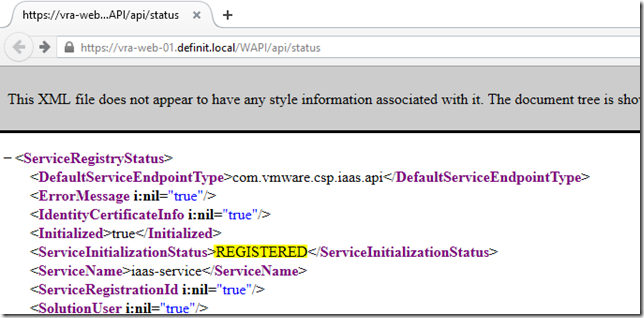 https://vra-web...API/api/status
https://vra-web-01.definit.local/WAPI/api/status
This XML file does not appear to have any style information associated with it. The document tree is show
− <ServiceRegistryStatus>
<DefaultServiceEndpointType>com.vmware.csp.iaas.api</DefaultServiceEndpointType>
<ErrorMessage i:nil="true"/>
<IdentityCertificateInfo i:nil="true"/>
<Initialized>true</Initialized>
<ServiceInitializationStatus>REGISTERED</ServiceInitializationStatus>
<ServiceName>iaas-service</ServiceName>
<ServiceRegistrationId i:nil="true"/>
<SolutionUser i:nil="true"/>